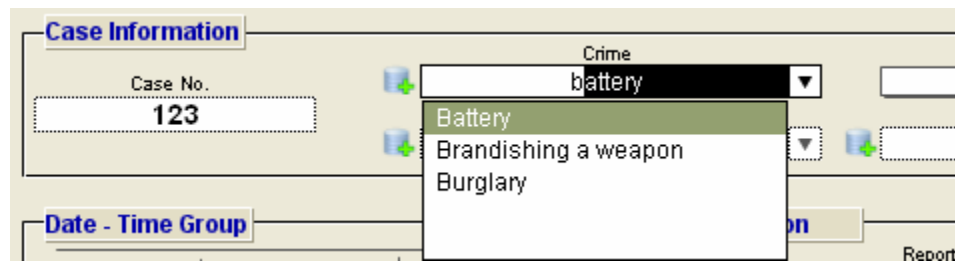 Case Information
Crime
Case No.
battery
123
Battery
Brandishing a weapon
Burglary
Date - Time Group
on
Report